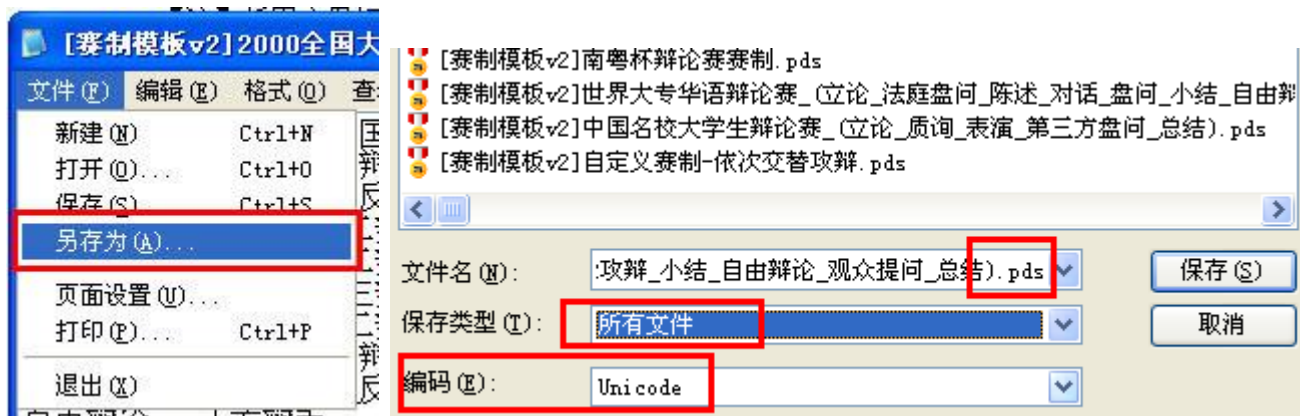 [赛制模板v2]2000全国大
文件(F) 编辑(E) 格式(O) 查
新建(N) Ctrl+N
打开(O)... Ctrl+O
保存(S) Ctrl+S
另存为(A)...
页面设置(U)...
打印(P)... Ctrl+P
退出(X)
[赛制模板v2]南粤杯辩论赛赛制.pds
[赛制模板v2]世界大专华语辩论赛_(立论_法庭盘问_陈述_对话_盘问_小结_自由辩
[赛制模板v2]中国名校大学生辩论赛_(立论_质询_表演_第三方盘问_总结).pds
[赛制模板v2]自定义赛制-依次交替攻辩.pds
文件名(N): :攻辩_小结_自由辩论_观众提问_总结).pds 保存(S)
保存类型(T): 所有文件 取消
编码(E): Unicode